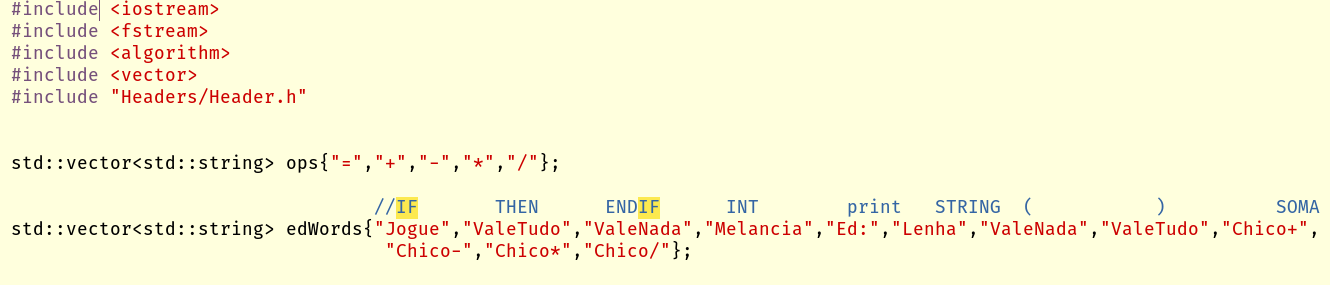 #include <iostream>
#include <fstream>
#include <algorithm>
#include <vector>
#include "Headers/Header.h"
std::vector<std::string> ops{"=","+","-","*","/"};
//IF THEN ENDIF INT print STRING ( ) SOMA
std::vector<std::string> edWords{"Jogue","ValeTudo","ValeNada","Melancia","Ed:","Lenha","ValeNada","ValeTudo","Chico+",
"Chico-","Chico*","Chico/"};